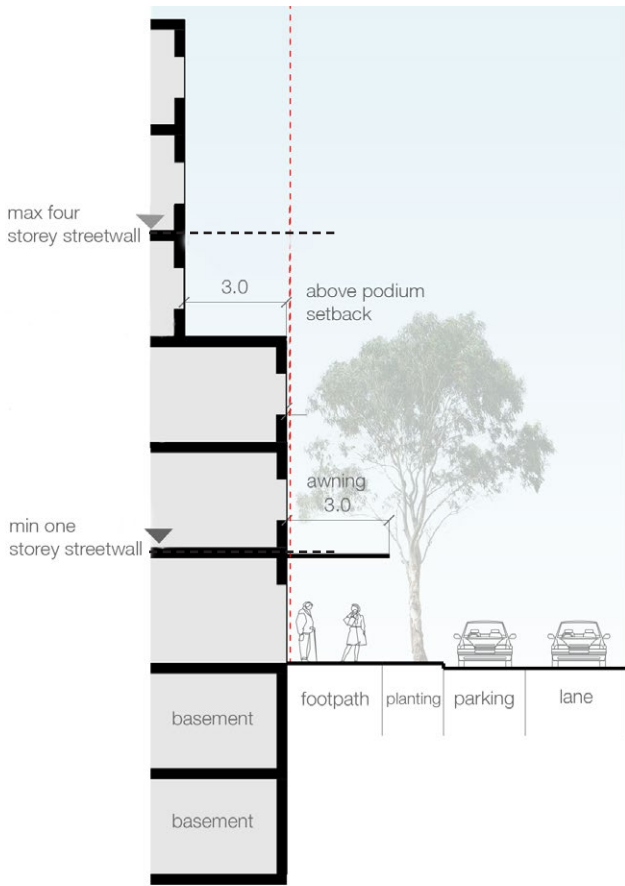 max four
storey streetwall
3.0
above podium
setback
awning
3.0
min one
storey streetwall
footpath
planting
parking
lane
basement
basement